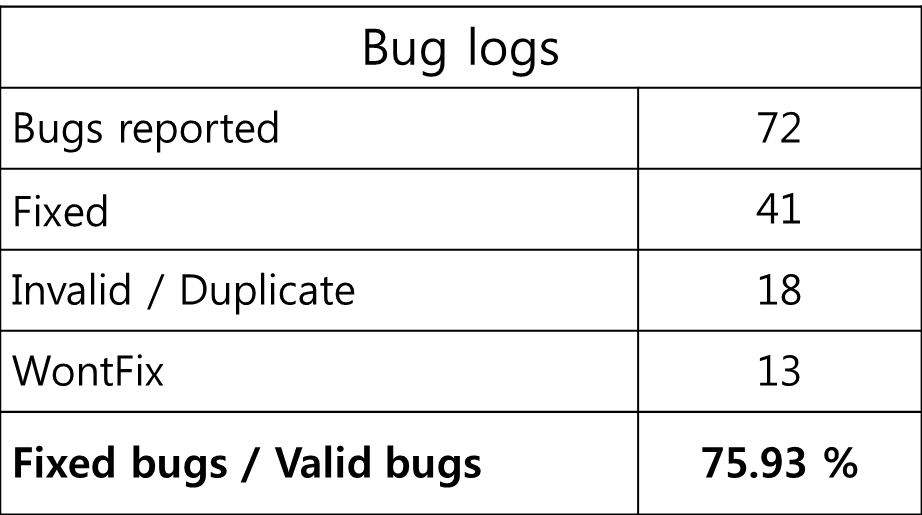 Bug logs
Bugs reported 72
Fixed 41
Invalid / Duplicate 18
WontFix 13
Fixed bugs / Valid bugs 75.93 %